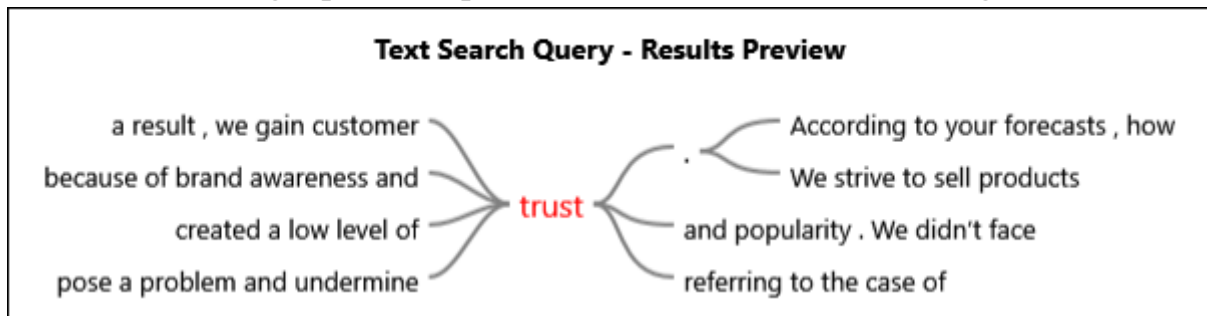 Text Search Query - Results Preview
a result , we gain customer
because of brand awareness and
created a low level of
pose a problem and undermine
trust
.
According to your forecasts , how
We strive to sell products
and popularity . We didn't face
referring to the case of